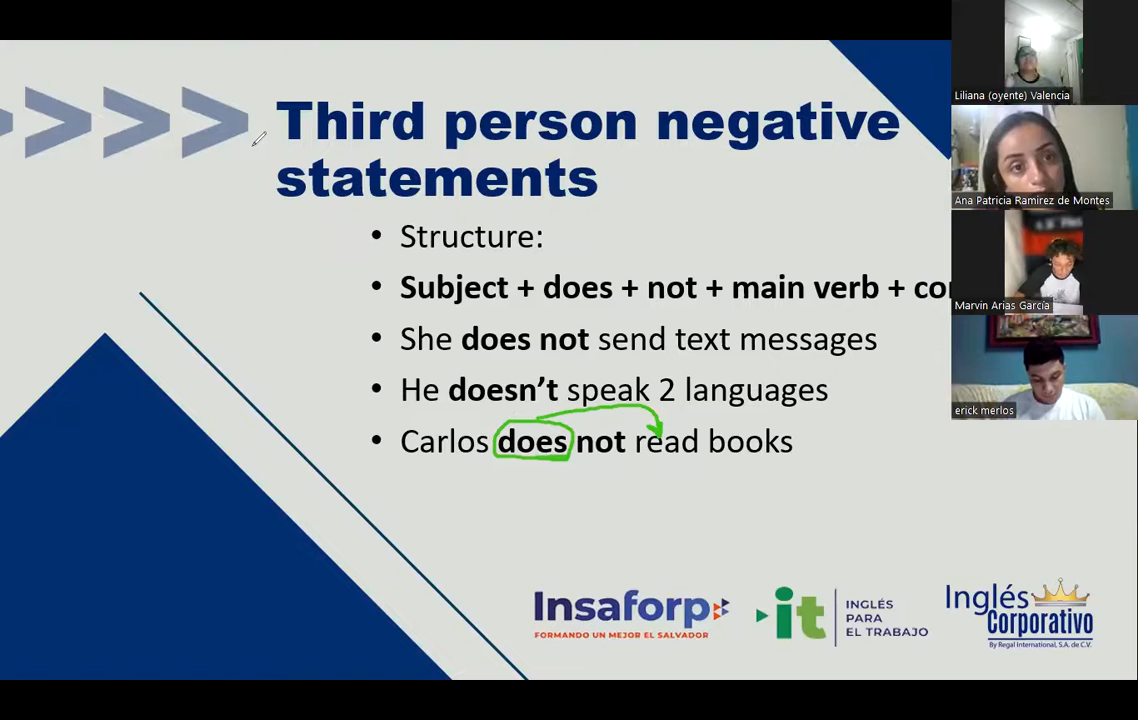 Third person negative
statements
• Structure:
• Subject + does + not + main verb +
• She does not send text messages
• He doesn’t speak 2 languages
• Carlos does not read books
Insaforp
FORMANDO UN MEJOR EL SALVADOR
it
INGLÉS
PARA
EL TRABAJO
Inglés
Corporativo
By Regal International, S.A. de C.V.
Liliana (oyente) Valencia
Ana Patricia Ramirez de Montes
Marvin Arias García
erick merlos